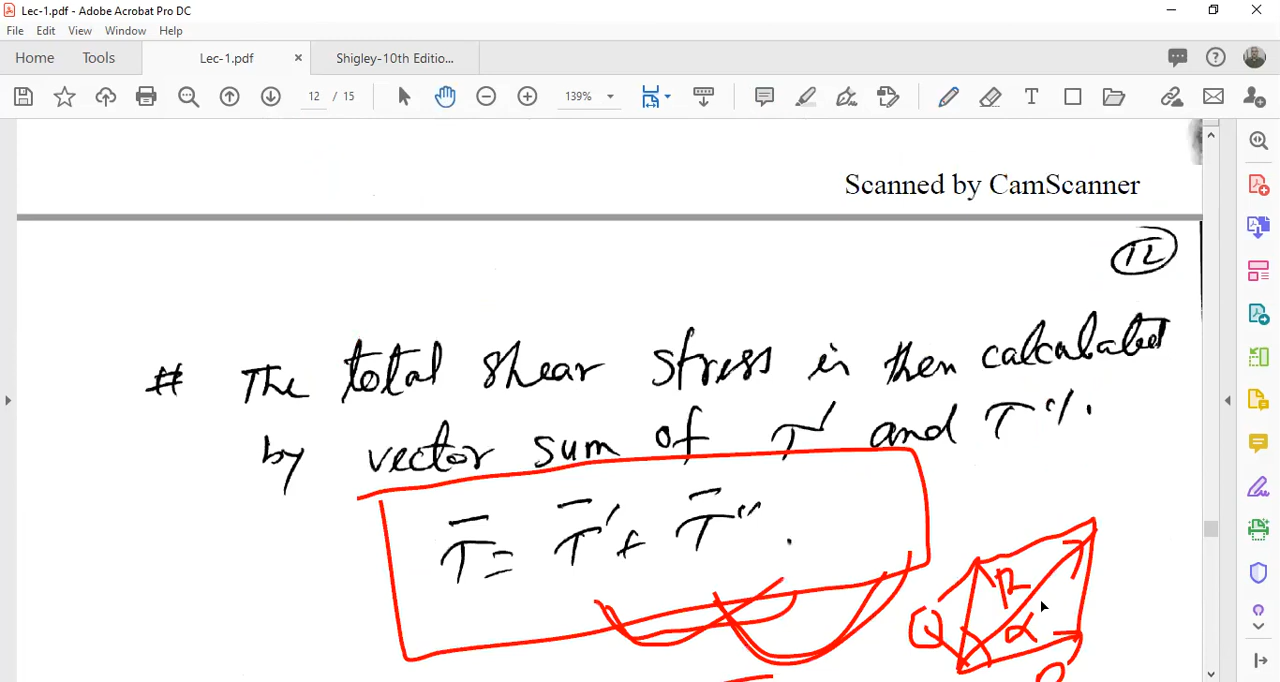 Lec-1.pdf - Adobe Acrobat Pro DC
File Edit View Window Help
Home Tools Lec-1.pdf × Shigley-10th Editio...
12 / 15 139%
Scanned by CamScanner
12
# The total shear stress is then calculated
by vector sum of τ' and τ".
τ̄ = τ̄' + τ̄".
R
Q α